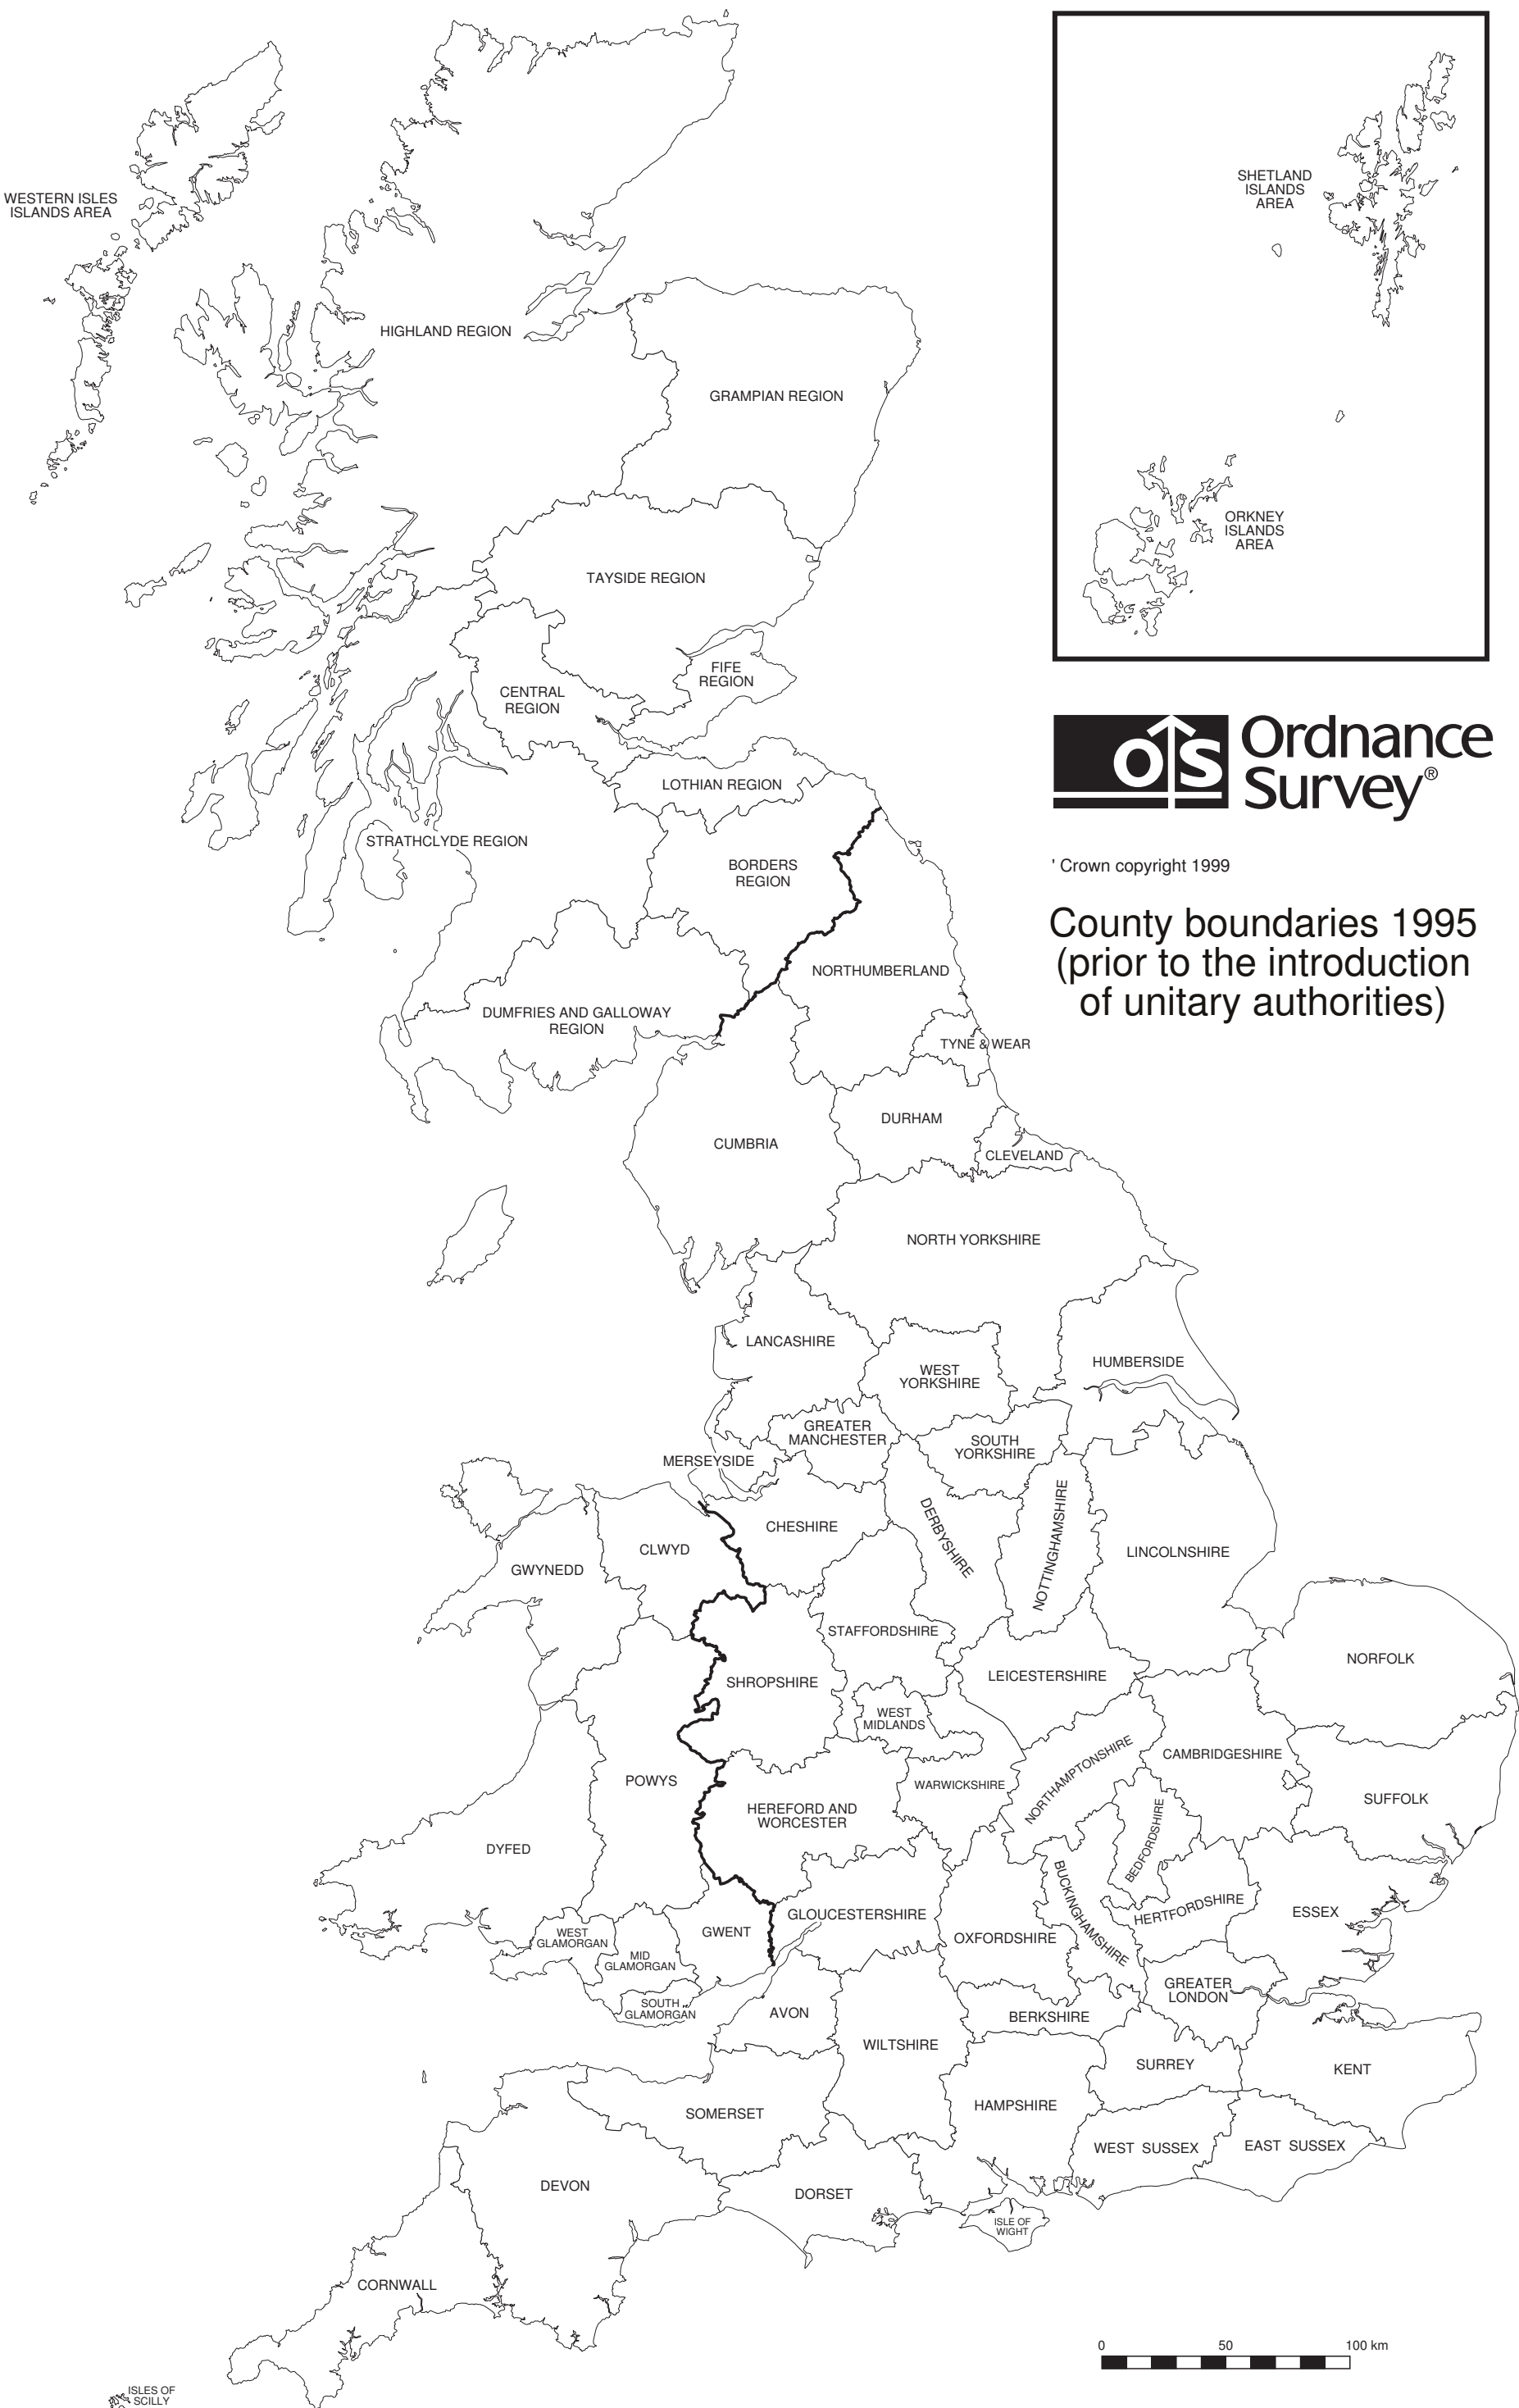 WESTERN ISLES
ISLANDS AREA
SHETLAND
ISLANDS
AREA
HIGHLAND REGION
GRAMPIAN REGION
ORKNEY
ISLANDS
AREA
TAYSIDE REGION
FIFE
REGION
CENTRAL
REGION
OS
Ordnance
Survey®
LOTHIAN REGION
STRATHCLYDE REGION
BORDERS
REGION
' Crown copyright 1999
County boundaries 1995
(prior to the introduction
of unitary authorities)
NORTHUMBERLAND
DUMFRIES AND GALLOWAY
REGION
TYNE & WEAR
DURHAM
CUMBRIA
CLEVELAND
NORTH YORKSHIRE
LANCASHIRE
HUMBERSIDE
WEST
YORKSHIRE
GREATER
MANCHESTER
SOUTH
YORKSHIRE
MERSEYSIDE
CHESHIRE
DERBYSHIRE
NOTTINGHAMSHIRE
LINCOLNSHIRE
CLWYD
GWYNEDD
STAFFORDSHIRE
NORFOLK
LEICESTERSHIRE
SHROPSHIRE
WEST
MIDLANDS
NORTHAMPTONSHIRE
CAMBRIDGESHIRE
POWYS
WARWICKSHIRE
SUFFOLK
HEREFORD AND
WORCESTER
BEDFORDSHIRE
DYFED
BUCKINGHAMSHIRE
HERTFORDSHIRE
ESSEX
GLOUCESTERSHIRE
WEST
GLAMORGAN
GWENT
OXFORDSHIRE
MID
GLAMORGAN
GREATER
LONDON
SOUTH
GLAMORGAN
AVON
BERKSHIRE
WILTSHIRE
SURREY
KENT
HAMPSHIRE
SOMERSET
WEST SUSSEX
EAST SUSSEX
DEVON
DORSET
ISLE OF
WIGHT
CORNWALL
0 50 100 km
ISLES OF
SCILLY